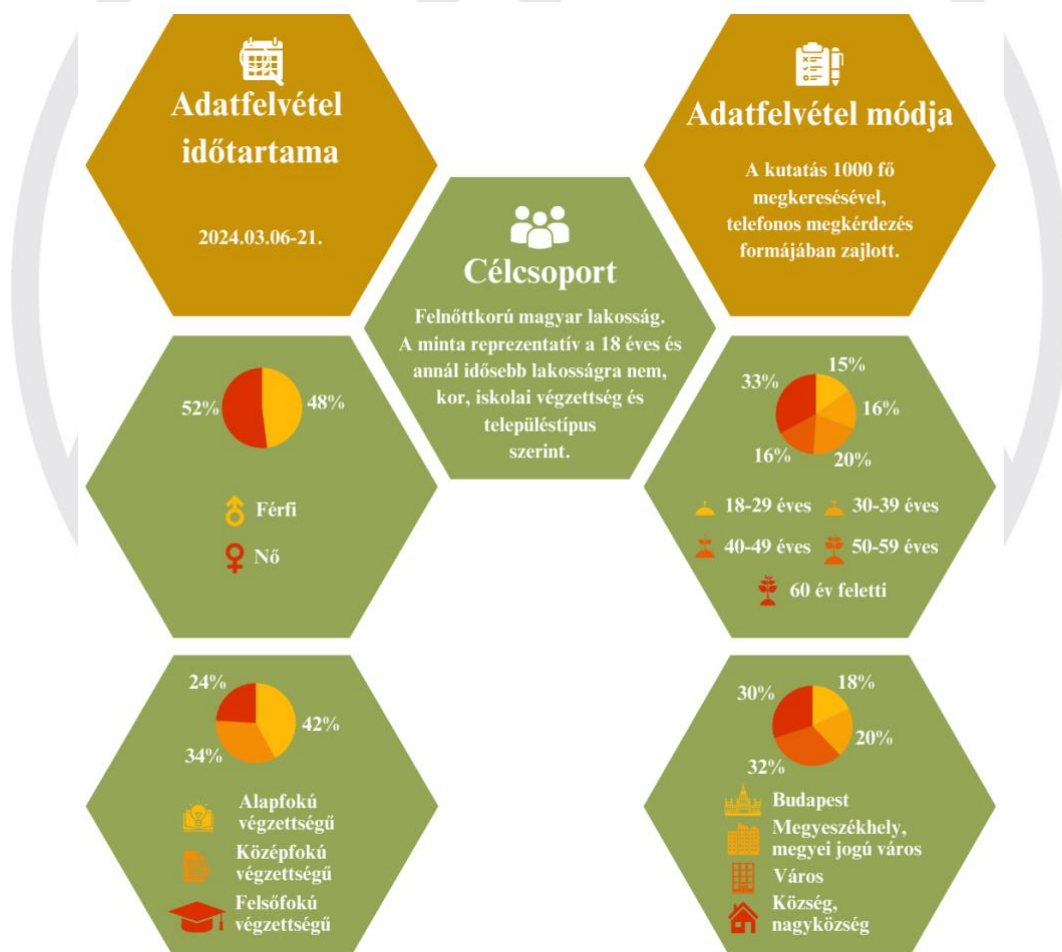 Adatfelvétel
időtartama
2024.03.06-21.
Adatfelvétel módja
A kutatás 1000 fő
megkeresésével,
telefonos megkérdezés
formájában zajlott.
Célcsoport
Felnőttkorú magyar lakosság.
A minta reprezentatív a 18 éves és
annál idősebb lakosságra nem,
kor, iskolai végzettség és
településtípus
szerint.
52%
48%
Férfi
Nő
15%
33%
16%
16%
20%
18-29 éves
30-39 éves
40-49 éves
50-59 éves
60 év feletti
24%
42%
34%
Alapfokú
végzettségű
Középfokú
végzettségű
Felsőfokú
végzettségű
18%
30%
20%
32%
Budapest
Megyeszékhely,
megyei jogú város
Város
Község,
nagyközség